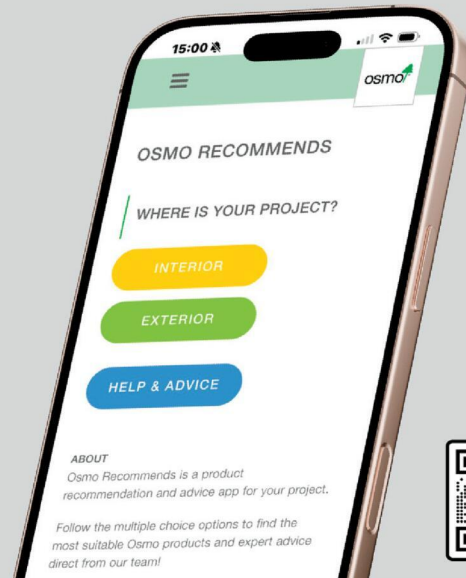 15:00
osmo
OSMO RECOMMENDS
WHERE IS YOUR PROJECT?
INTERIOR
EXTERIOR
HELP & ADVICE
ABOUT
Osmo Recommends is a product
recommendation and advice app for your project.
Follow the multiple choice options to find the
most suitable Osmo products and expert advice
direct from our team!